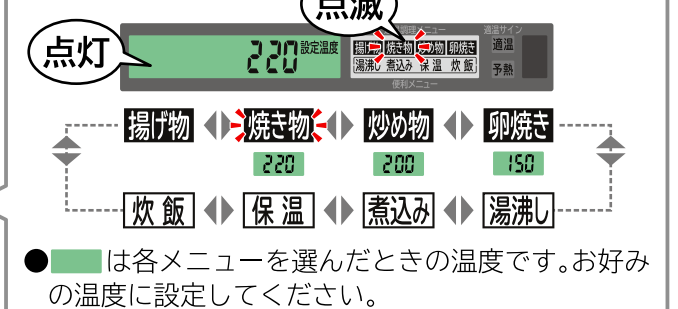 点滅
点灯
調理メニュー
適温サイン
220 設定温度
揚げ物 焼き物 炒め物 卵焼き
適温
湯沸し 煮込み 保温 炊飯
予熱
便利メニュー
揚げ物 焼き物 炒め物 卵焼き
220 200 150
炊飯 保温 煮込み 湯沸し
●は各メニューを選んだときの温度です。お好み
の温度に設定してください。